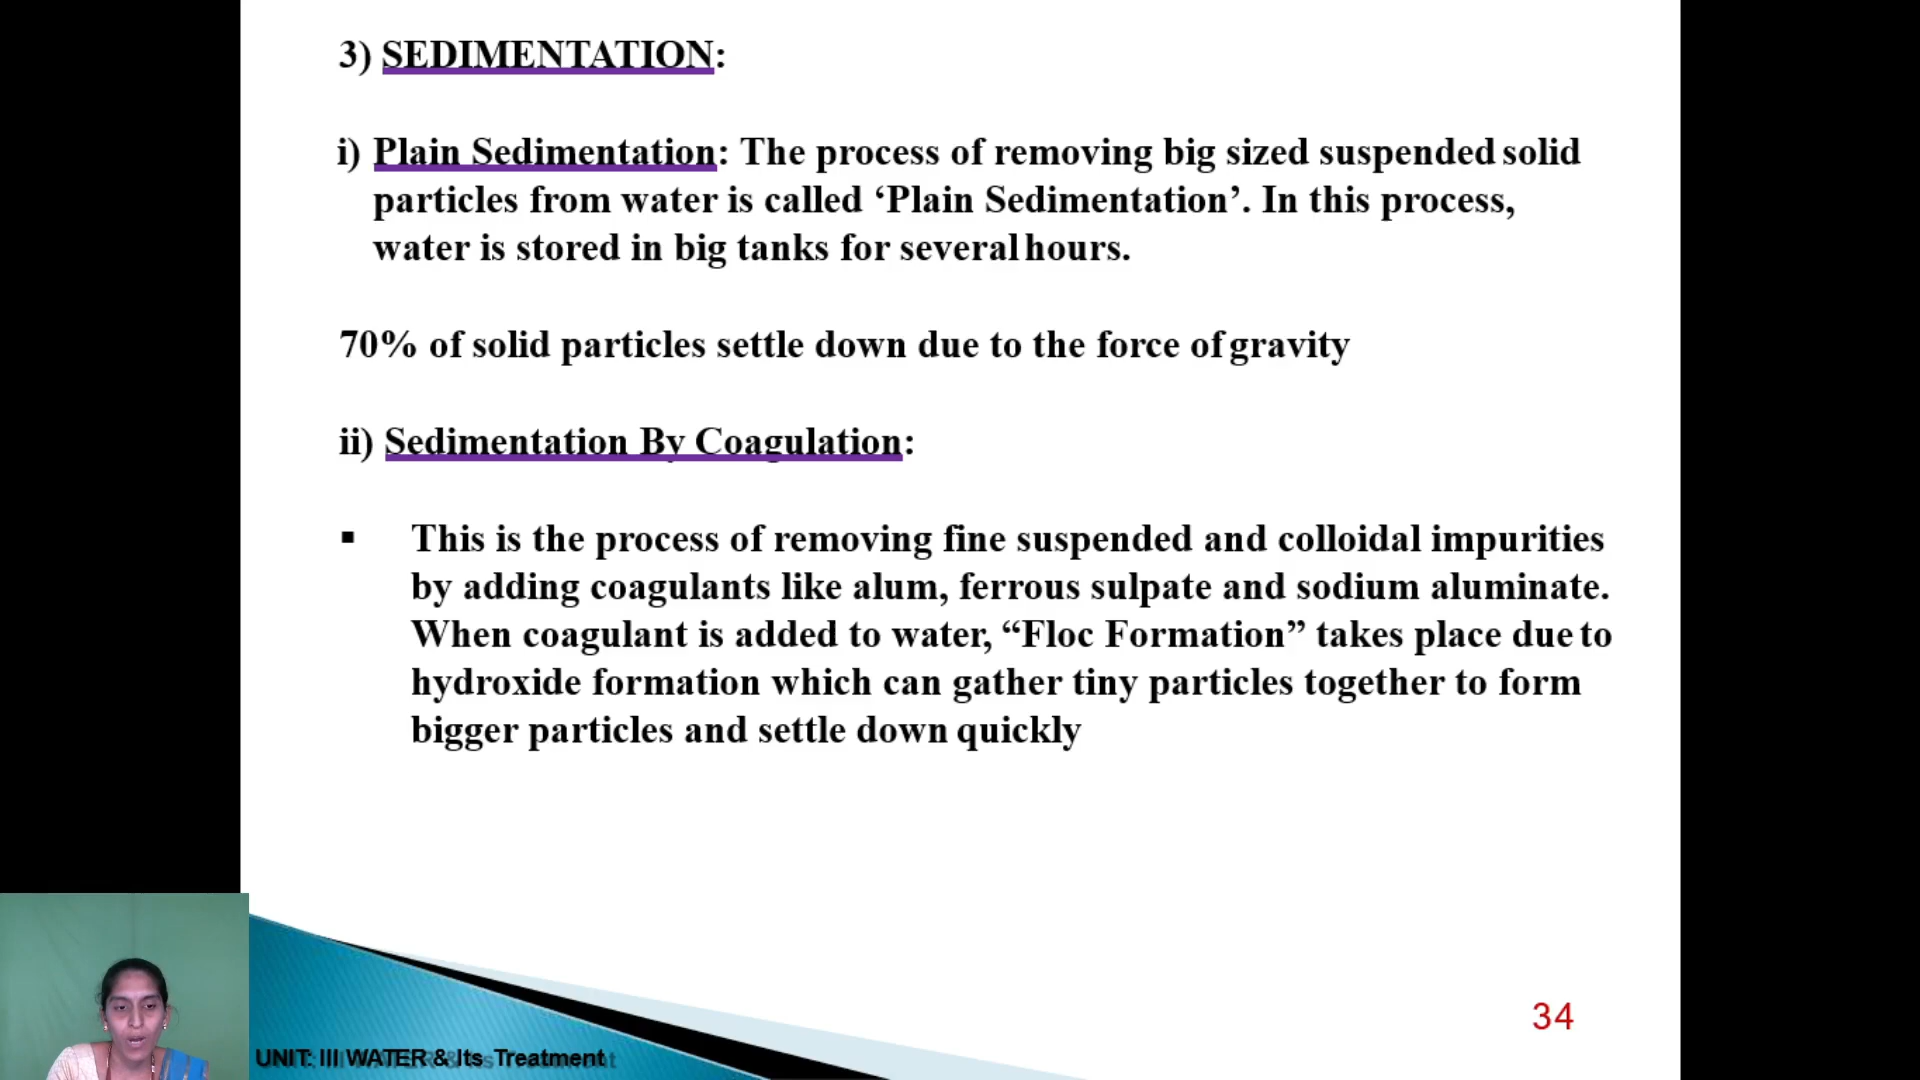 3) SEDIMENTATION:
i) Plain Sedimentation: The process of removing big sized suspended solid
particles from water is called ‘Plain Sedimentation’. In this process,
water is stored in big tanks for several hours.
70% of solid particles settle down due to the force of gravity
ii) Sedimentation By Coagulation:
▪ This is the process of removing fine suspended and colloidal impurities
by adding coagulants like alum, ferrous sulpate and sodium aluminate.
When coagulant is added to water, “Floc Formation” takes place due to
hydroxide formation which can gather tiny particles together to form
bigger particles and settle down quickly
34
UNIT: III WATER & Its Treatment